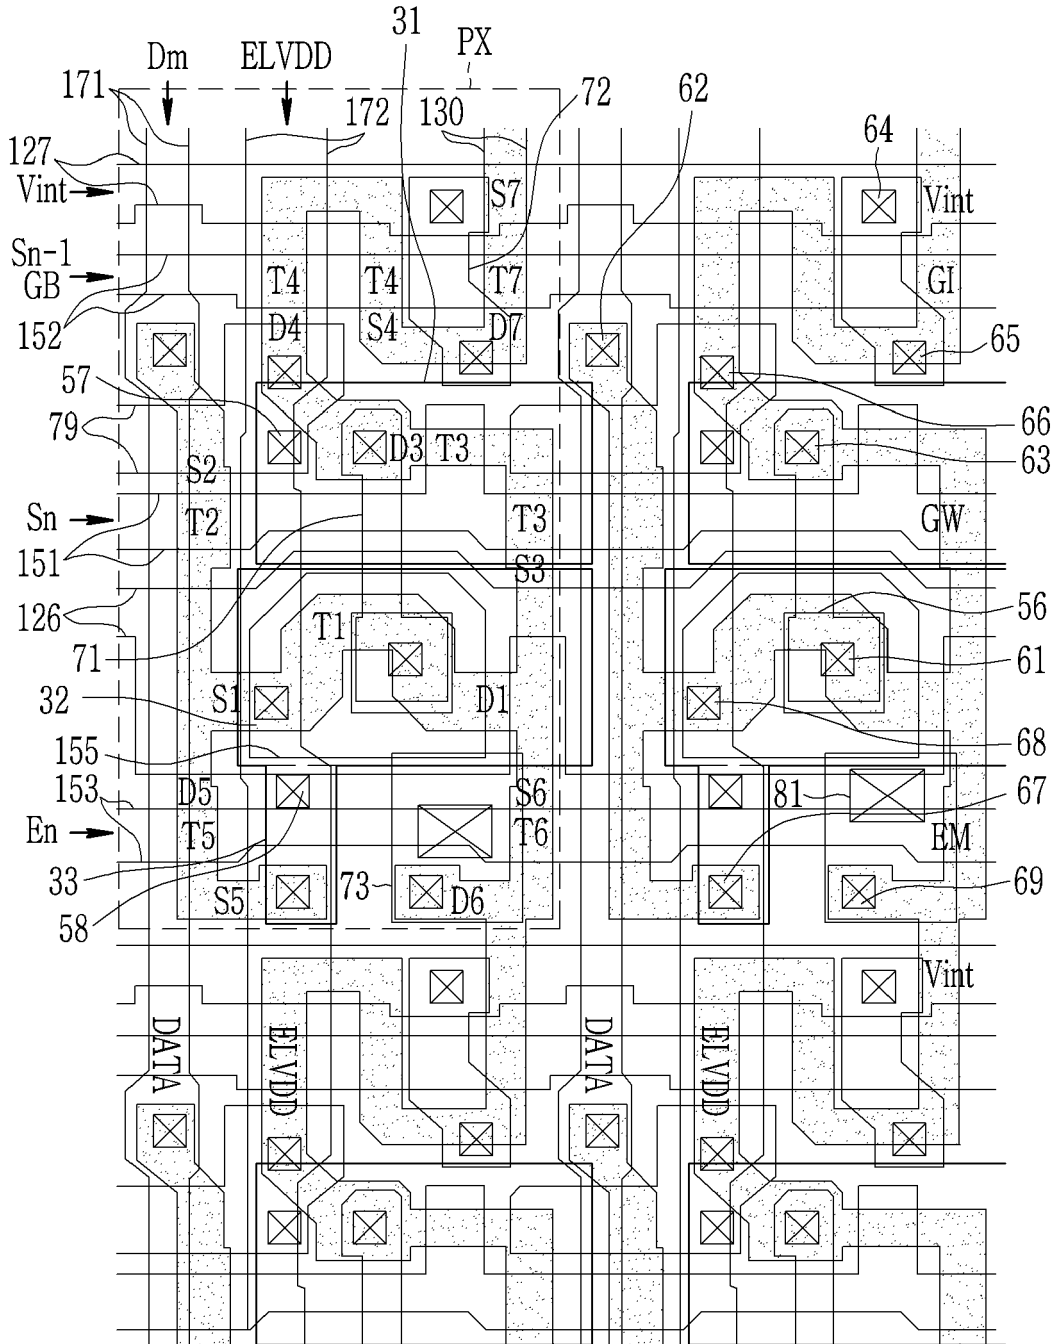 31
PX
Dm
ELVDD
171
172
130
72
62
64
127
Vint
S7
Vint
Sn-1
GB
T4
T4
T7
GI
152
D4
S4
D7
65
57
66
79
D3
T3
63
S2
Sn
T2
T3
GW
151
S3
126
56
T1
71
61
32
S1
D1
155
68
153
D5
S6
81
67
En
T5
T6
EM
33
73
69
58
S5
D6
Vint
DATA
ELVDD
DATA
ELVDD